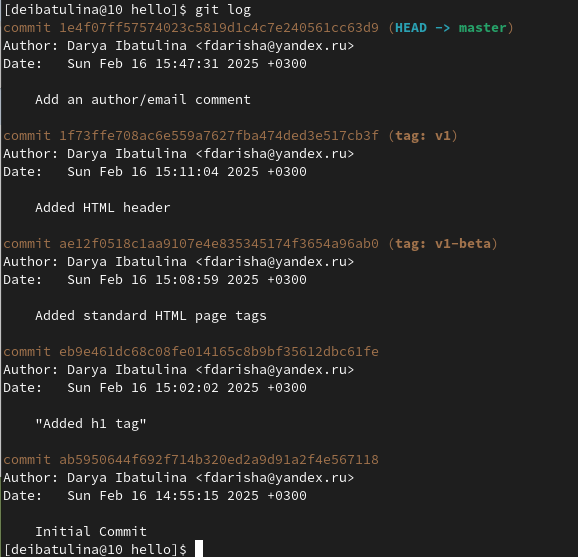 [deibatulina@10 hello]$ git log
commit 1e4f07ff57574023c5819d1c4c7e240561cc63d9 (HEAD -> master)
Author: Darya Ibatulina <fdarisha@yandex.ru>
Date:   Sun Feb 16 15:47:31 2025 +0300
    Add an author/email comment
commit 1f73ffe708ac6e559a7627fba474ded3e517cb3f (tag: v1)
Author: Darya Ibatulina <fdarisha@yandex.ru>
Date:   Sun Feb 16 15:11:04 2025 +0300
    Added HTML header
commit ae12f0518c1aa9107e4e835345174f3654a96ab0 (tag: v1-beta)
Author: Darya Ibatulina <fdarisha@yandex.ru>
Date:   Sun Feb 16 15:08:59 2025 +0300
    Added standard HTML page tags
commit eb9e461dc68c08fe014165c8b9bf35612dbc61fe
Author: Darya Ibatulina <fdarisha@yandex.ru>
Date:   Sun Feb 16 15:02:02 2025 +0300
    "Added h1 tag"
commit ab5950644f692f714b320ed2a9d91a2f4e567118
Author: Darya Ibatulina <fdarisha@yandex.ru>
Date:   Sun Feb 16 14:55:15 2025 +0300
    Initial Commit
[deibatulina@10 hello]$